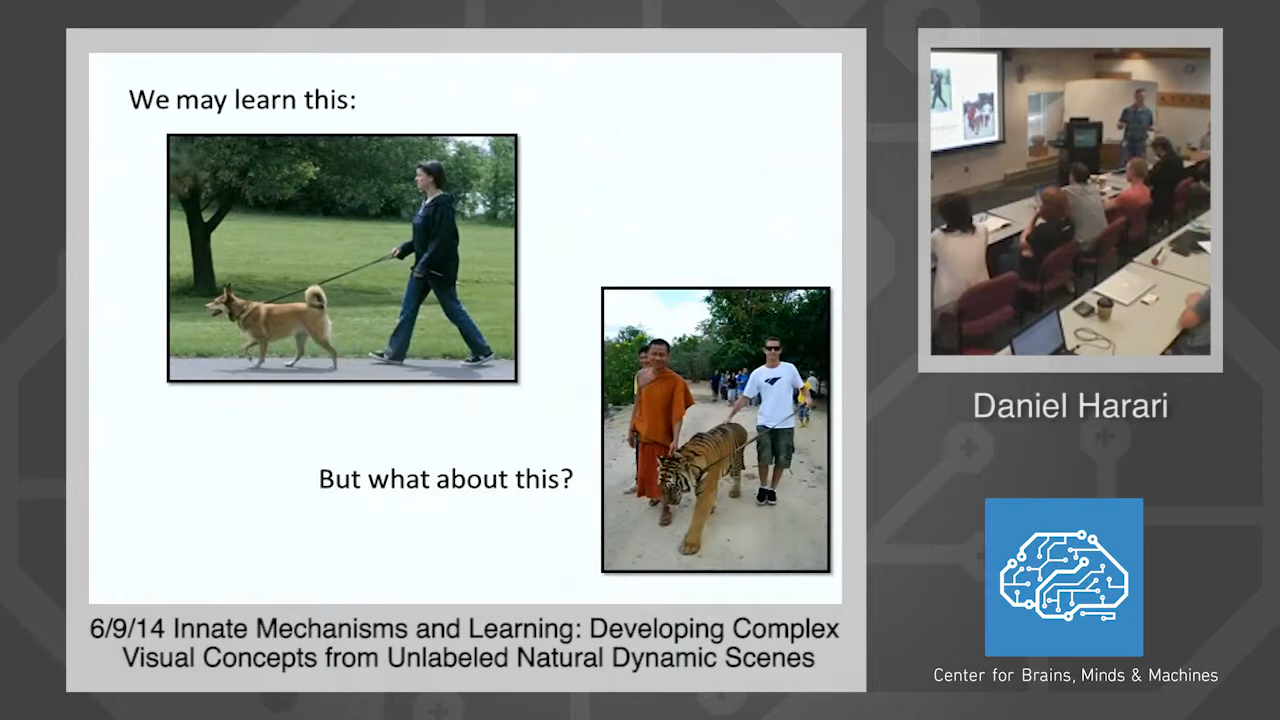 We may learn this:
But what about this?
6/9/14 Innate Mechanisms and Learning: Developing Complex
Visual Concepts from Unlabeled Natural Dynamic Scenes
Daniel Harari
Center for Brains, Minds & Machines